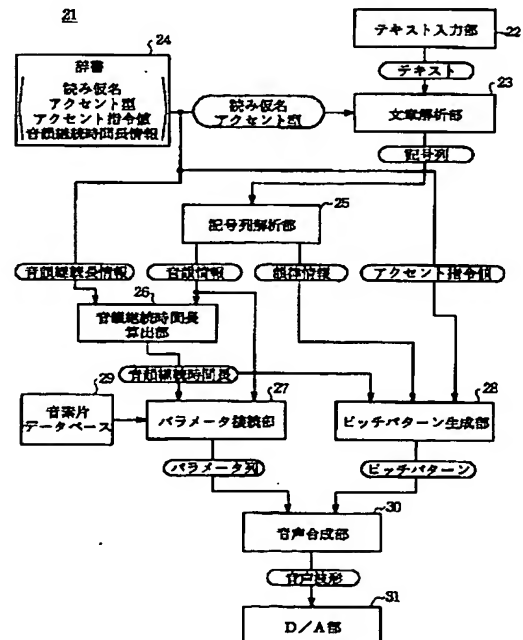 21
24
辞書
読み仮名
アクセント型
アクセント指令値
音韻継続時間長情報
テキスト入力部
22
テキスト
読み仮名
アクセント型
23
文章解析部
記号列
25
記号列解析部
音韻継続長情報
音韻情報
韻律情報
アクセント指令値
26
音韻継続時間長
算出部
音韻継続時間長
29
音素片
データベース
27
パラメータ接続部
28
ピッチパターン生成部
パラメータ列
ピッチパターン
30
音声合成部
音声波形
31
D/A部